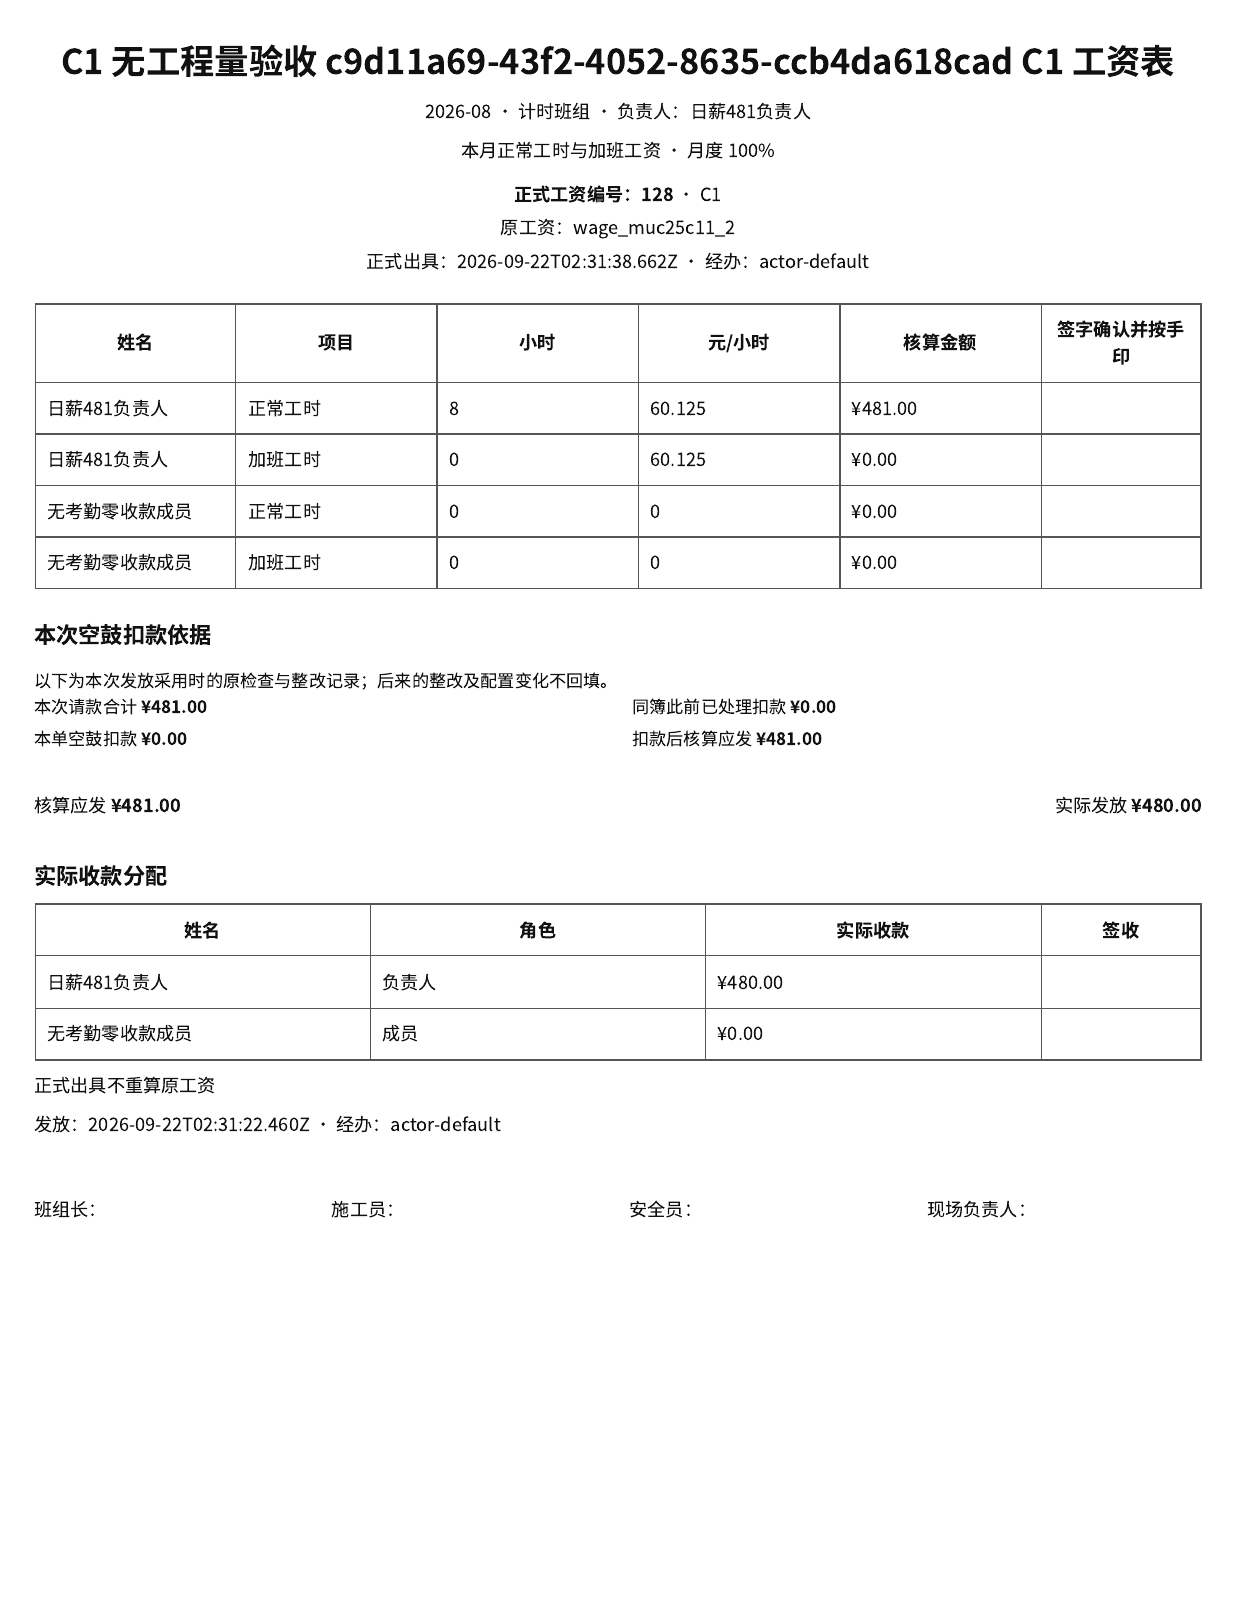 C1 无工程量验收 c9d11a69-43f2-4052-8635-ccb4da618cad C1 工资表
2026-08 · 计时班组 · 负责人：日薪481负责人
本月正常工时与加班工资 · 月度 100%
正式工资编号：128 · C1
原工资：wage_muc25c11_2
正式出具：2026-09-22T02:31:38.662Z · 经办：actor-default
姓名 项目 小时 元/小时 核算金额 签字确认并按手印
日薪481负责人 正常工时 8 60.125 ¥481.00
日薪481负责人 加班工时 0 60.125 ¥0.00
无考勤零收款成员 正常工时 0 0 ¥0.00
无考勤零收款成员 加班工时 0 0 ¥0.00
本次空鼓扣款依据
以下为本次发放采用时的原检查与整改记录；后来的整改及配置变化不回填。
本次请款合计 ¥481.00 同簿此前已处理扣款 ¥0.00
本单空鼓扣款 ¥0.00 扣款后核算应发 ¥481.00
核算应发 ¥481.00 实际发放 ¥480.00
实际收款分配
姓名 角色 实际收款 签收
日薪481负责人 负责人 ¥480.00
无考勤零收款成员 成员 ¥0.00
正式出具不重算原工资
发放：2026-09-22T02:31:22.460Z · 经办：actor-default
班组长： 施工员： 安全员： 现场负责人：